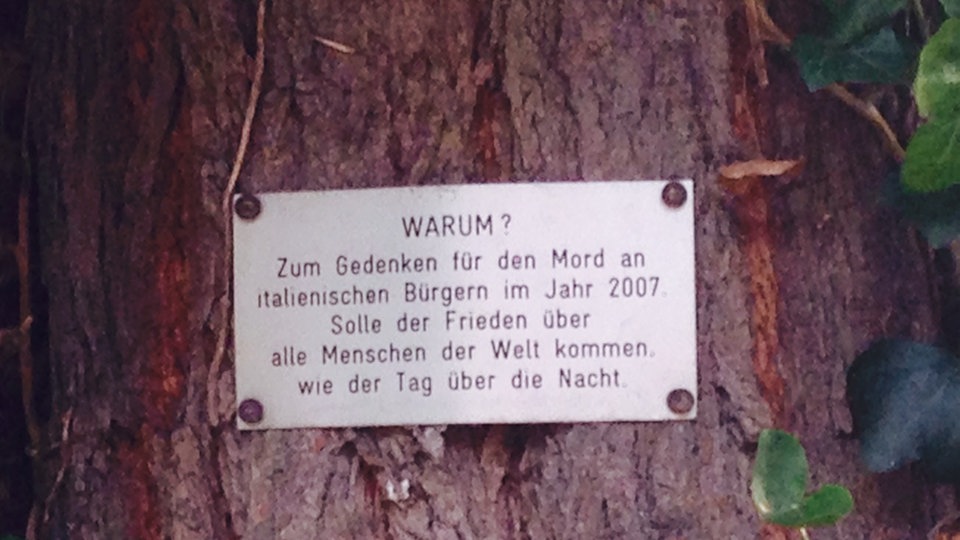 WARUM?
Zum Gedenken für den Mord an
italienischen Bürgern im Jahr 2007.
Solle der Frieden über
alle Menschen der Welt kommen.
wie der Tag über die Nacht.